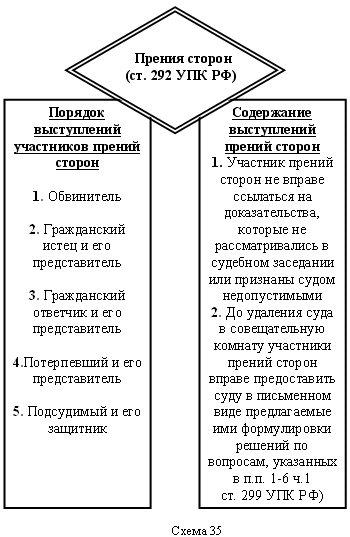 Прения сторон
(ст. 292 УПК РФ)
Порядок
выступлений
участников прений
сторон
1. Обвинитель
2. Гражданский
истец и его
представитель
3. Гражданский
ответчик и его
представитель
4.Потерпевший и его
представитель
5. Подсудимый и его
защитник
Содержание
выступлений
прений сторон
1. Участник прений
сторон не вправе
ссылаться на
доказательства,
которые не
рассматривались в
судебном заседании
или признаны судом
недопустимыми
2. До удаления суда
в совещательную
комнату участники
прений сторон
вправе предоставить
суду в письменном
виде предлагаемые
ими формулировки
решений по
вопросам, указанных
в п.п. 1-6 ч.1
ст. 299 УПК РФ)
Схема 35